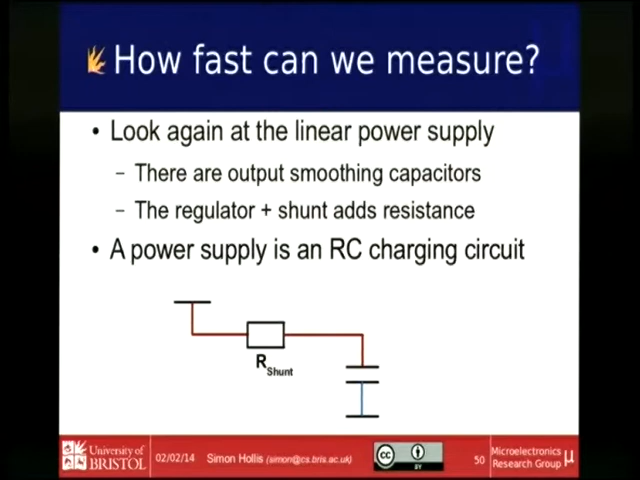 How fast can we measure?
• Look again at the linear power supply
– There are output smoothing capacitors
– The regulator + shunt adds resistance
• A power supply is an RC charging circuit
R Shunt
University of BRISTOL
02/02/14
Simon Hollis (simon@cs.bris.ac.uk)
cc BY
50
Microelectronics Research Group μ